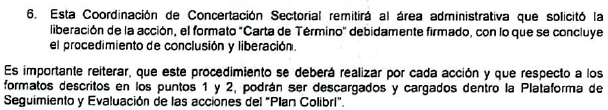 6. Esta Coordinación de Concertación Sectorial remitirá al área administrativa que solicitó la
liberación de la acción, el formato "Carta de Término" debidamente firmado, con lo que se concluye
el procedimiento de conclusión y liberación.
Es importante reiterar, que este procedimiento se deberá realizar por cada acción y que respecto a los
formatos descritos en los puntos 1 y 2, podrán ser descargados y cargados dentro la Plataforma de
Seguimiento y Evaluación de las acciones del "Plan Colibrí".